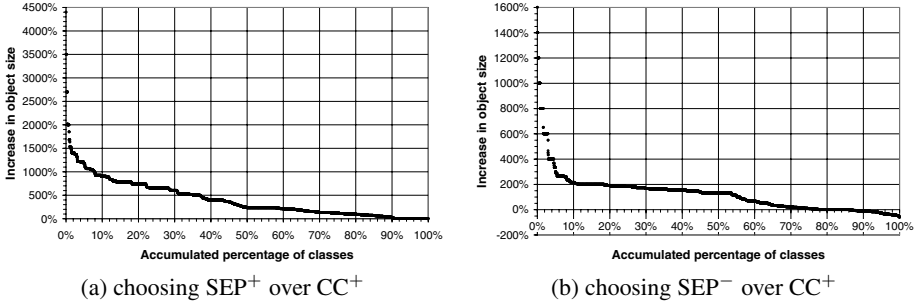 4500%
4000%
3500%
3000%
2500%
2000%
1500%
1000%
500%
0%
Increase in object size
0% 10% 20% 30% 40% 50% 60% 70% 80% 90% 100%
Accumulated percentage of classes
(a) choosing SEP+ over CC+
1600%
1400%
1200%
1000%
800%
600%
400%
200%
0%
-200%
Increase in object size
0% 10% 20% 30% 40% 50% 60% 70% 80% 90% 100%
Accumulated percentage of classes
(b) choosing SEP− over CC+